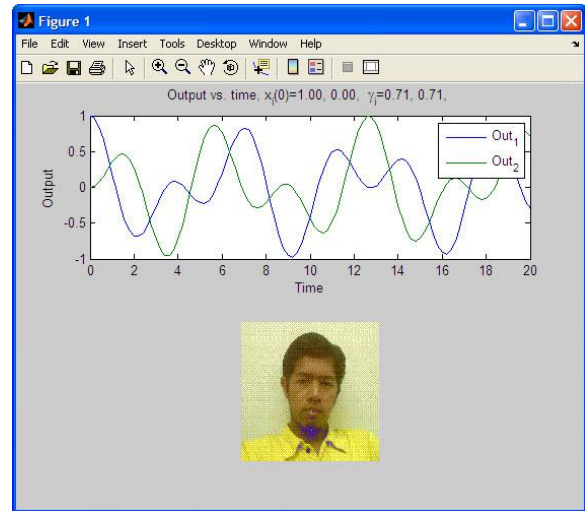 Figure 1
File Edit View Insert Tools Desktop Window Help
Output vs. time, xᵢ(0)=1.00, 0.00, γᵢ=0.71, 0.71,
1
0.5
0
-0.5
-1
Output
Out₁
Out₂
0 2 4 6 8 10 12 14 16 18 20
Time